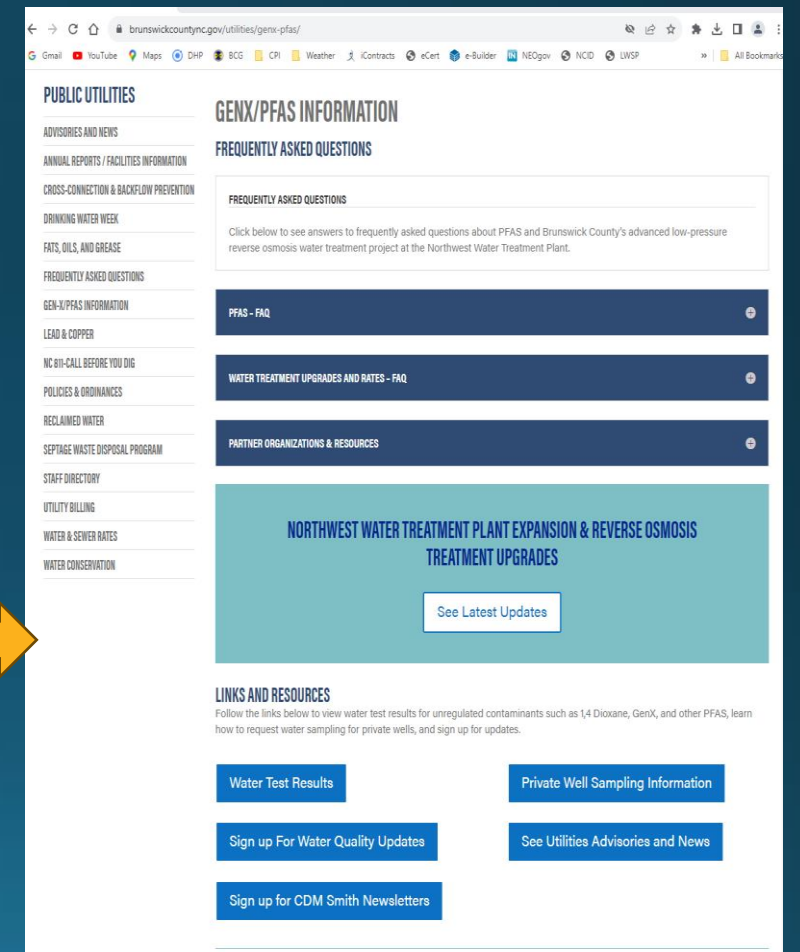 brunswickcountync.gov/utilities/genx-pfas/
Gmail YouTube Maps DHP BCG CPI Weather iContracts eCert e-Builder NEOgov NCID LWSP » All Bookmarks
PUBLIC UTILITIES
ADVISORIES AND NEWS
ANNUAL REPORTS / FACILITIES INFORMATION
CROSS-CONNECTION & BACKFLOW PREVENTION
DRINKING WATER WEEK
FATS, OILS, AND GREASE
FREQUENTLY ASKED QUESTIONS
GEN-X/PFAS INFORMATION
LEAD & COPPER
NC 811-CALL BEFORE YOU DIG
POLICIES & ORDINANCES
RECLAIMED WATER
SEPTAGE WASTE DISPOSAL PROGRAM
STAFF DIRECTORY
UTILITY BILLING
WATER & SEWER RATES
WATER CONSERVATION
GENX/PFAS INFORMATION
FREQUENTLY ASKED QUESTIONS
FREQUENTLY ASKED QUESTIONS
Click below to see answers to frequently asked questions about PFAS and Brunswick County's advanced low-pressure
reverse osmosis water treatment project at the Northwest Water Treatment Plant.
PFAS – FAQ
WATER TREATMENT UPGRADES AND RATES – FAQ
PARTNER ORGANIZATIONS & RESOURCES
NORTHWEST WATER TREATMENT PLANT EXPANSION & REVERSE OSMOSIS
TREATMENT UPGRADES
See Latest Updates
LINKS AND RESOURCES
Follow the links below to view water test results for unregulated contaminants such as 1,4 Dioxane, GenX, and other PFAS, learn
how to request water sampling for private wells, and sign up for updates.
Water Test Results
Private Well Sampling Information
Sign up For Water Quality Updates
See Utilities Advisories and News
Sign up for CDM Smith Newsletters